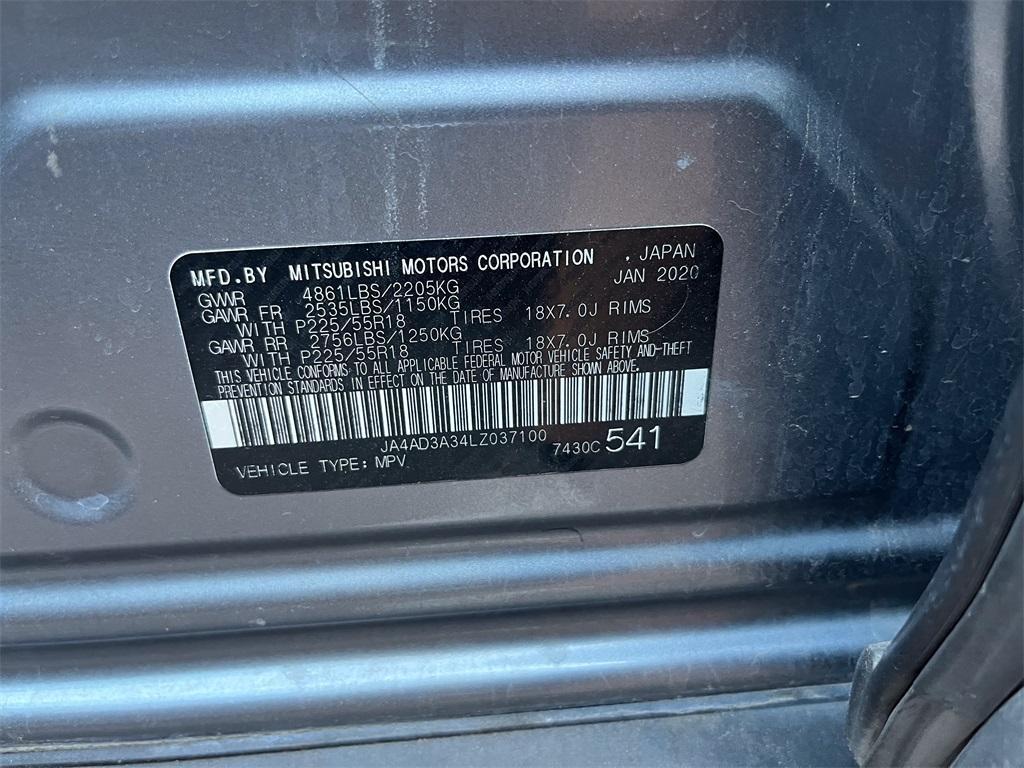 MFD.BY MITSUBISHI MOTORS CORPORATION . JAPAN
JAN 2020
GWWR 4861LBS/2205KG
GAWR FR 2535LBS/1150KG
WITH P225/55R18 TIRES 18X7.0J RIMS
GAWR RR 2756LBS/1250KG
WITH P225/55R18 TIRES 18X7.0J RIMS
THIS VEHICLE CONFORMS TO ALL APPLICABLE FEDERAL MOTOR VEHICLE SAFETY AND-THEFT
PREVENTION STANDARDS IN EFFECT ON THE DATE OF MANUFACTURE SHOWN ABOVE.
JA4AD3A34LZ037100
7430C 541
VEHICLE TYPE: MPV